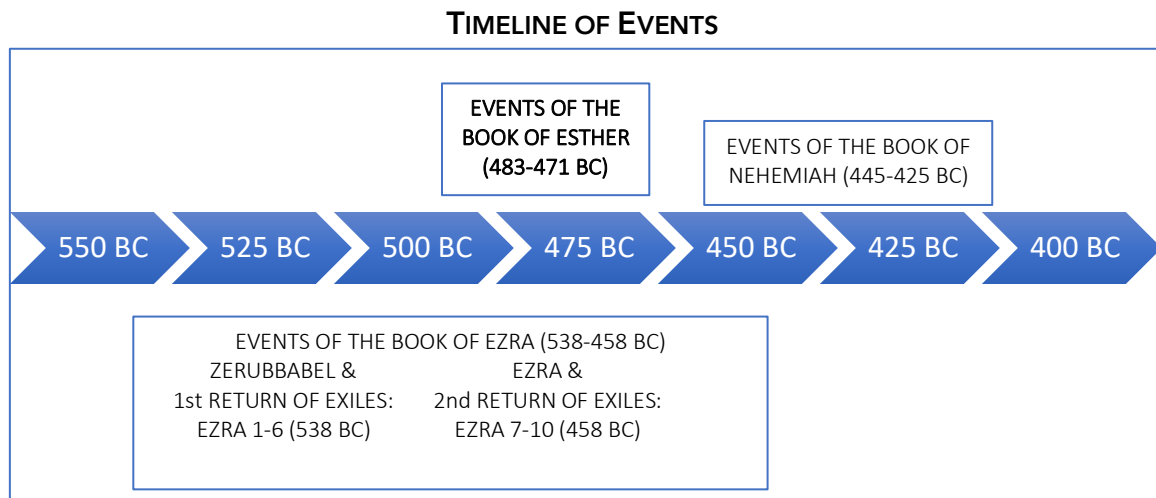 TIMELINE OF EVENTS
EVENTS OF THE
BOOK OF ESTHER
(483-471 BC)
EVENTS OF THE BOOK OF
NEHEMIAH (445-425 BC)
550 BC 525 BC 500 BC 475 BC 450 BC 425 BC 400 BC
EVENTS OF THE BOOK OF EZRA (538-458 BC)
ZERUBBABEL & EZRA &
1st RETURN OF EXILES: 2nd RETURN OF EXILES:
EZRA 1-6 (538 BC) EZRA 7-10 (458 BC)